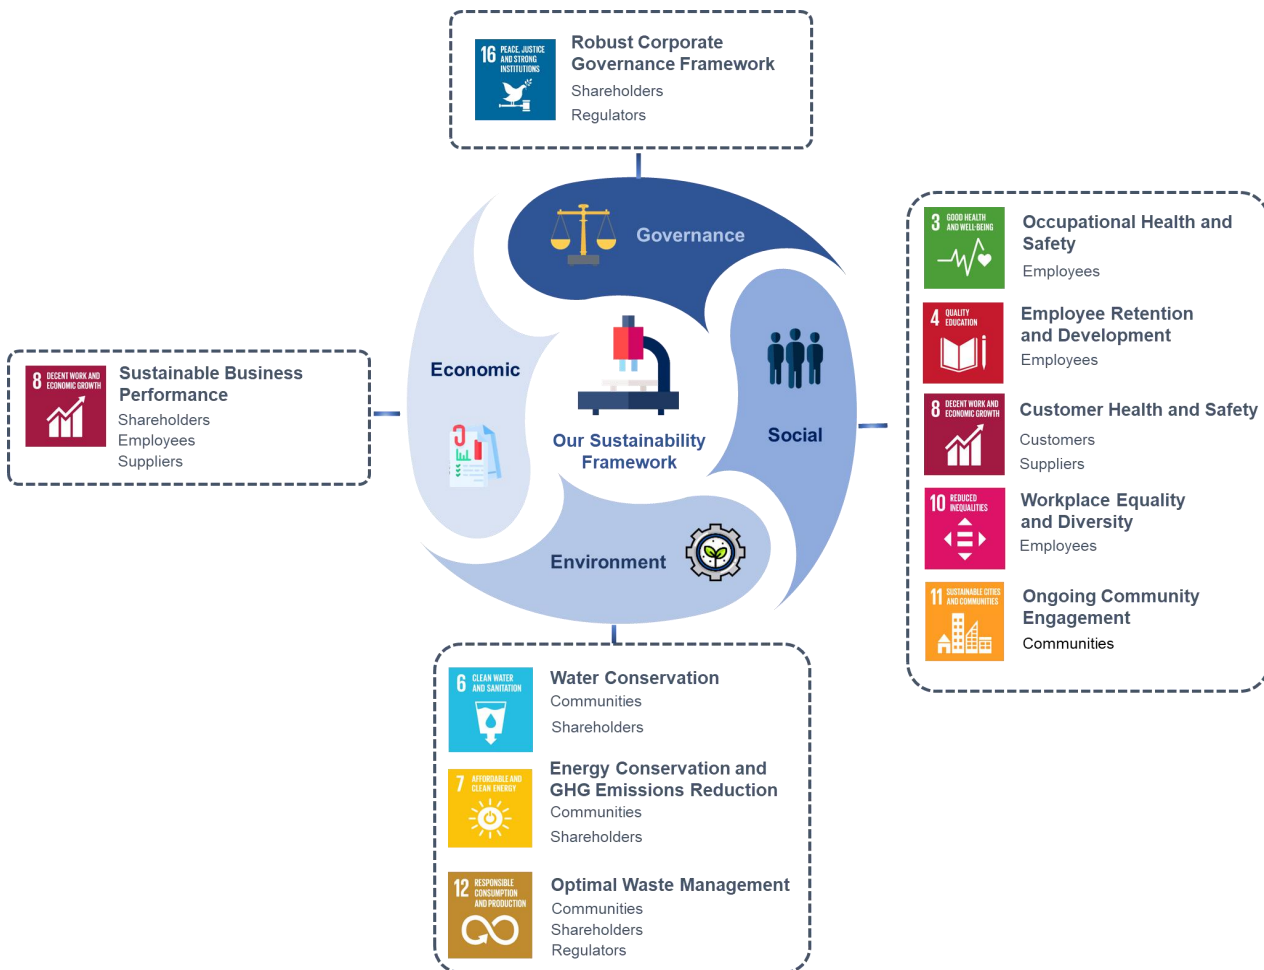 16 PEACE, JUSTICE
AND STRONG
INSTITUTIONS
Robust Corporate
Governance Framework
Shareholders
Regulators
Governance
Economic
Social
Environment
Our Sustainability
Framework
8 DECENT WORK AND
ECONOMIC GROWTH
Sustainable Business
Performance
Shareholders
Employees
Suppliers
3 GOOD HEALTH
AND WELL-BEING
Occupational Health and
Safety
Employees
4 QUALITY
EDUCATION
Employee Retention
and Development
Employees
8 DECENT WORK AND
ECONOMIC GROWTH
Customer Health and Safety
Customers
Suppliers
10 REDUCED
INEQUALITIES
Workplace Equality
and Diversity
Employees
11 SUSTAINABLE CITIES
AND COMMUNITIES
Ongoing Community
Engagement
Communities
6 CLEAN WATER
AND SANITATION
Water Conservation
Communities
Shareholders
7 AFFORDABLE AND
CLEAN ENERGY
Energy Conservation and
GHG Emissions Reduction
Communities
Shareholders
12 RESPONSIBLE
CONSUMPTION
AND PRODUCTION
Optimal Waste Management
Communities
Shareholders
Regulators